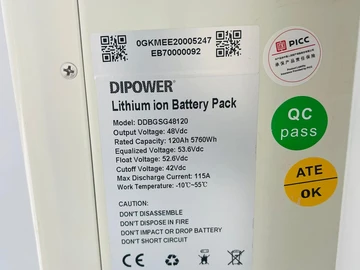 0GKMEE20005247
EB70000092
PICC
DIPOWER®
Lithium ion Battery Pack
Model: DDBGSG48120
Output Voltage: 48Vdc
Rated Capacity: 120Ah 5760Wh
Equalized Voltage: 53.6Vdc
Float Voltage: 52.6Vdc
Cutoff Voltage: 42Vdc
Max Discharge Current: 115A
Work Temperature: -10℃~55℃
CAUTION:
DON'T DISASSEMBLE
DON'T DISPOSE IN FIRE
DON'T IMPACT OR DROP BATTERY
DON'T SHORT CIRCUIT
CE
QC
pass
ATE
OK